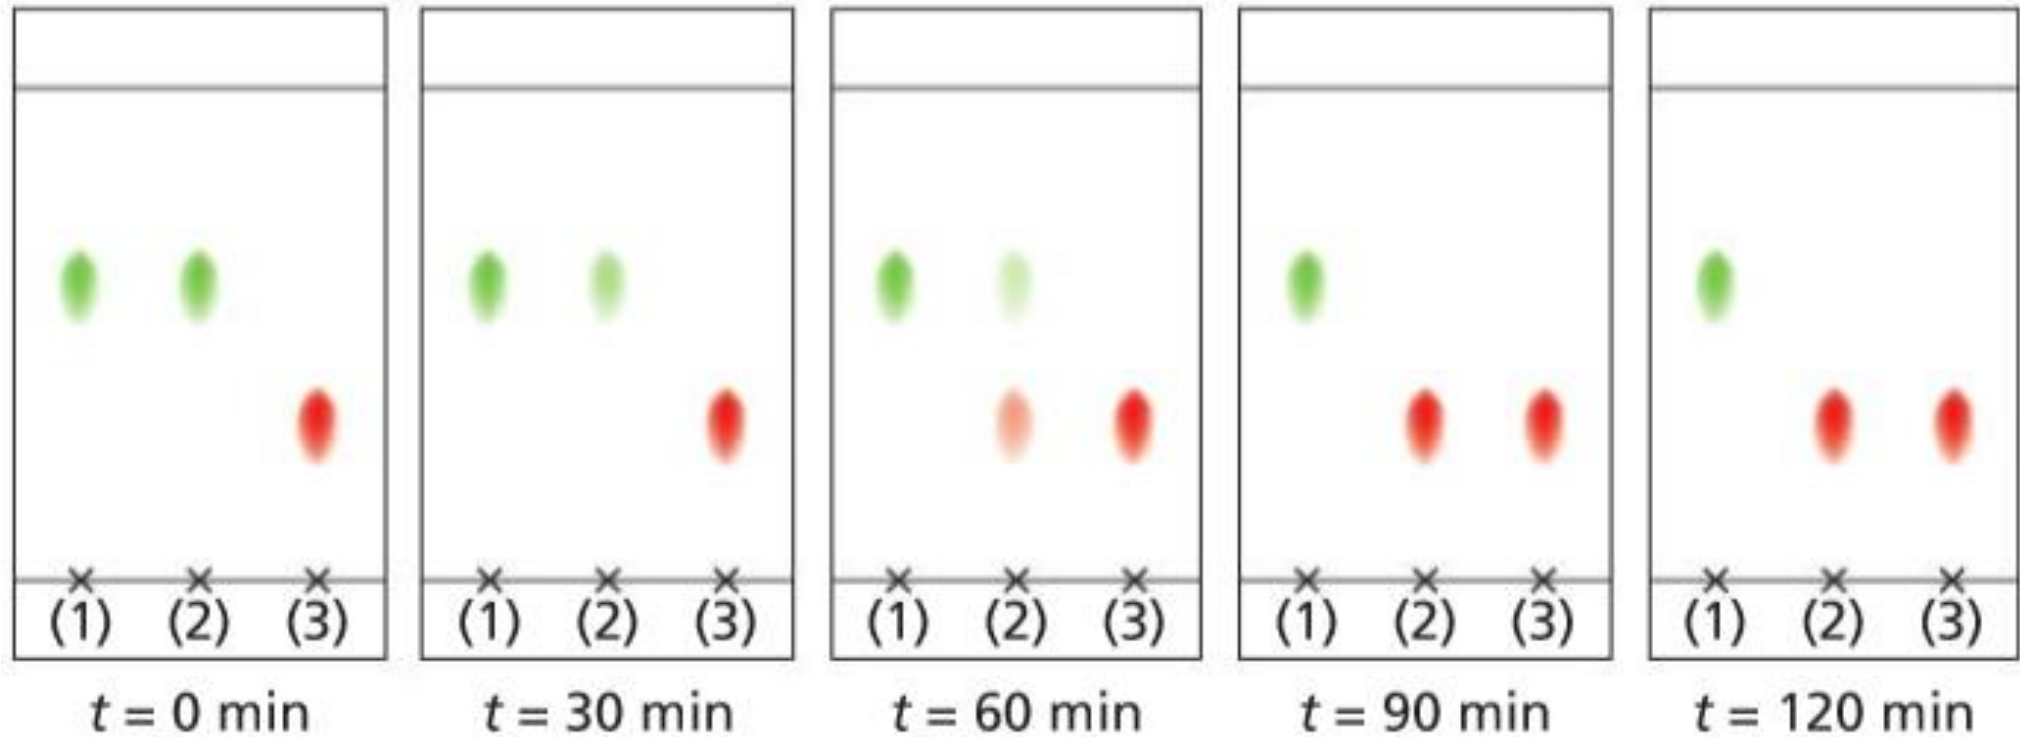 (1) (2) (3) (1) (2) (3) (1) (2) (3) (1) (2) (3) (1) (2) (3)
t = 0 min t = 30 min t = 60 min t = 90 min t = 120 min